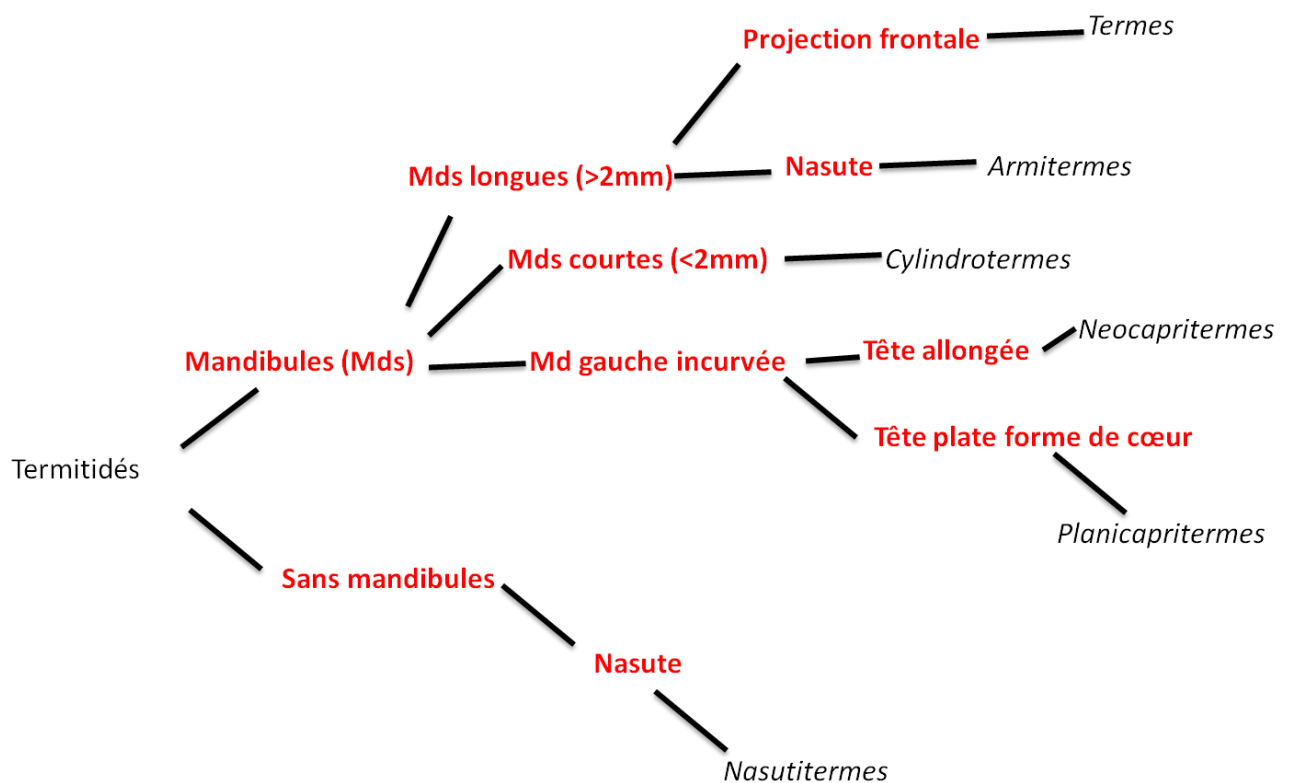 Projection frontale
Termes
Mds longues (>2mm)
Nasute
Armitermes
Mds courtes (<2mm)
Cylindrotermes
Mandibules (Mds)
Md gauche incurvée
Tête allongée
Neocapritermes
Tête plate forme de cœur
Termitidés
Planicapritermes
Sans mandibules
Nasute
Nasutitermes